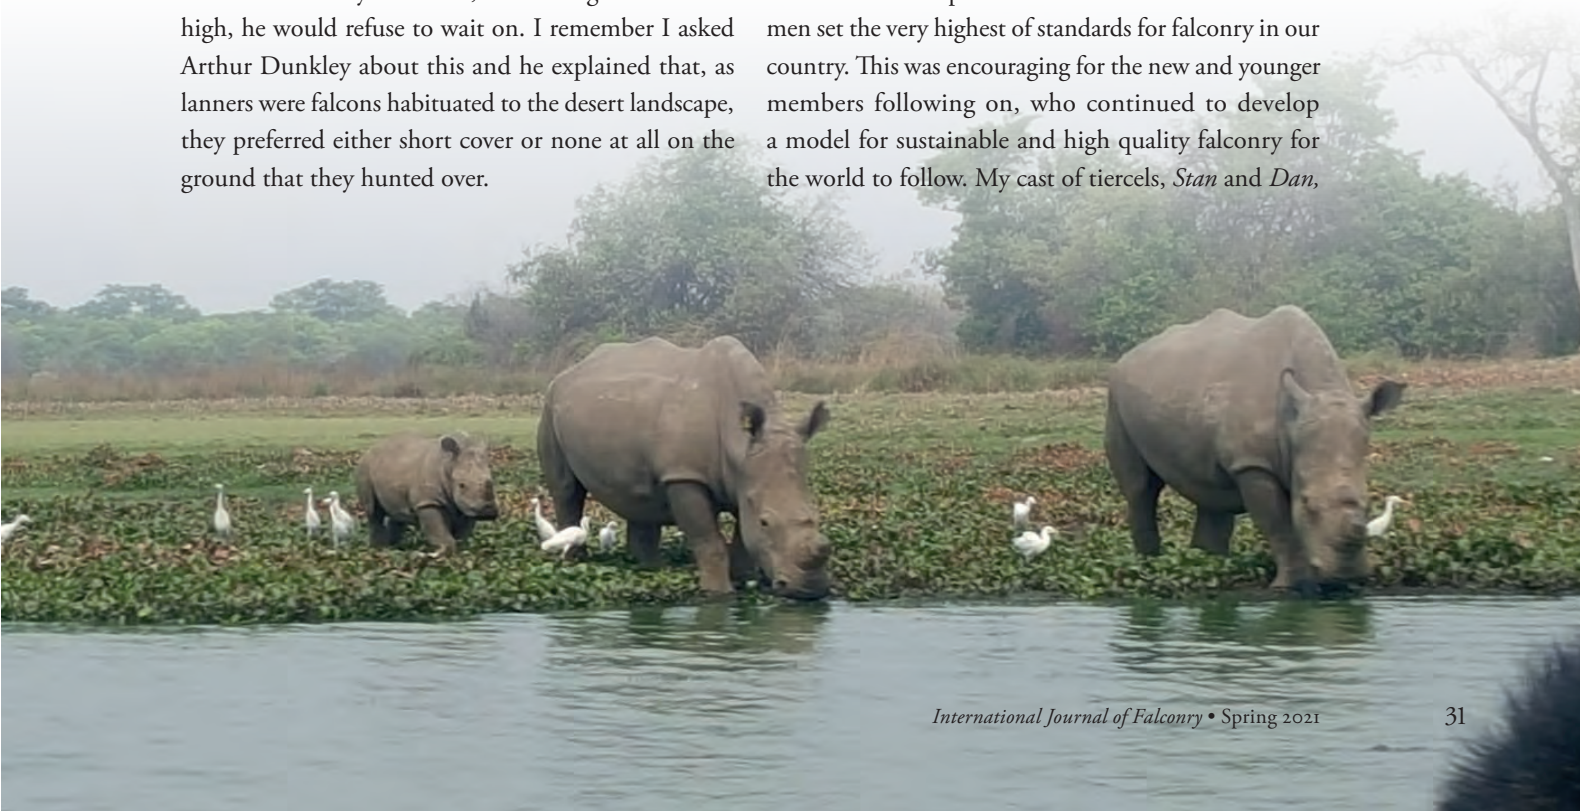 high, he would refuse to wait on. I remember I asked
Arthur Dunkley about this and he explained that, as
lanners were falcons habituated to the desert landscape,
they preferred either short cover or none at all on the
ground that they hunted over.
men set the very highest of standards for falconry in our
country. This was encouraging for the new and younger
members following on, who continued to develop
a model for sustainable and high quality falconry for
the world to follow. My cast of tiercels, Stan and Dan,
International Journal of Falconry • Spring 2021
31